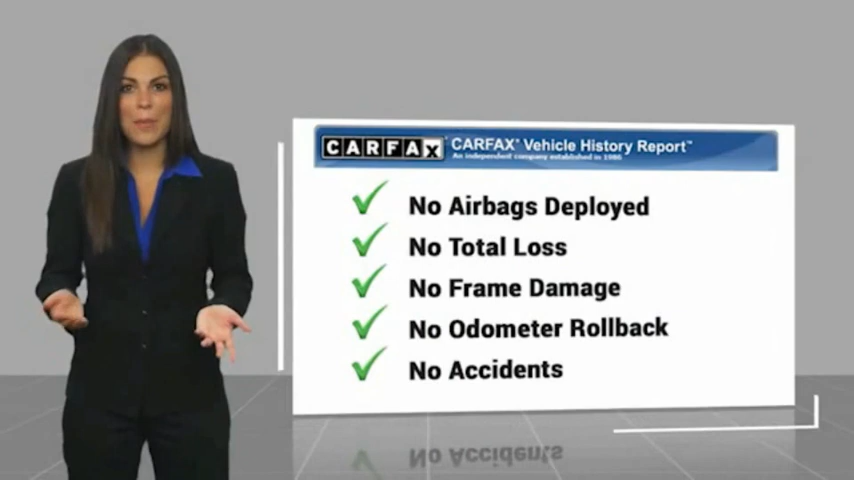 CARFAX CARFAX® Vehicle History Report™
An independent company established in 1986
No Airbags Deployed
No Total Loss
No Frame Damage
No Odometer Rollback
No Accidents
No Accidents